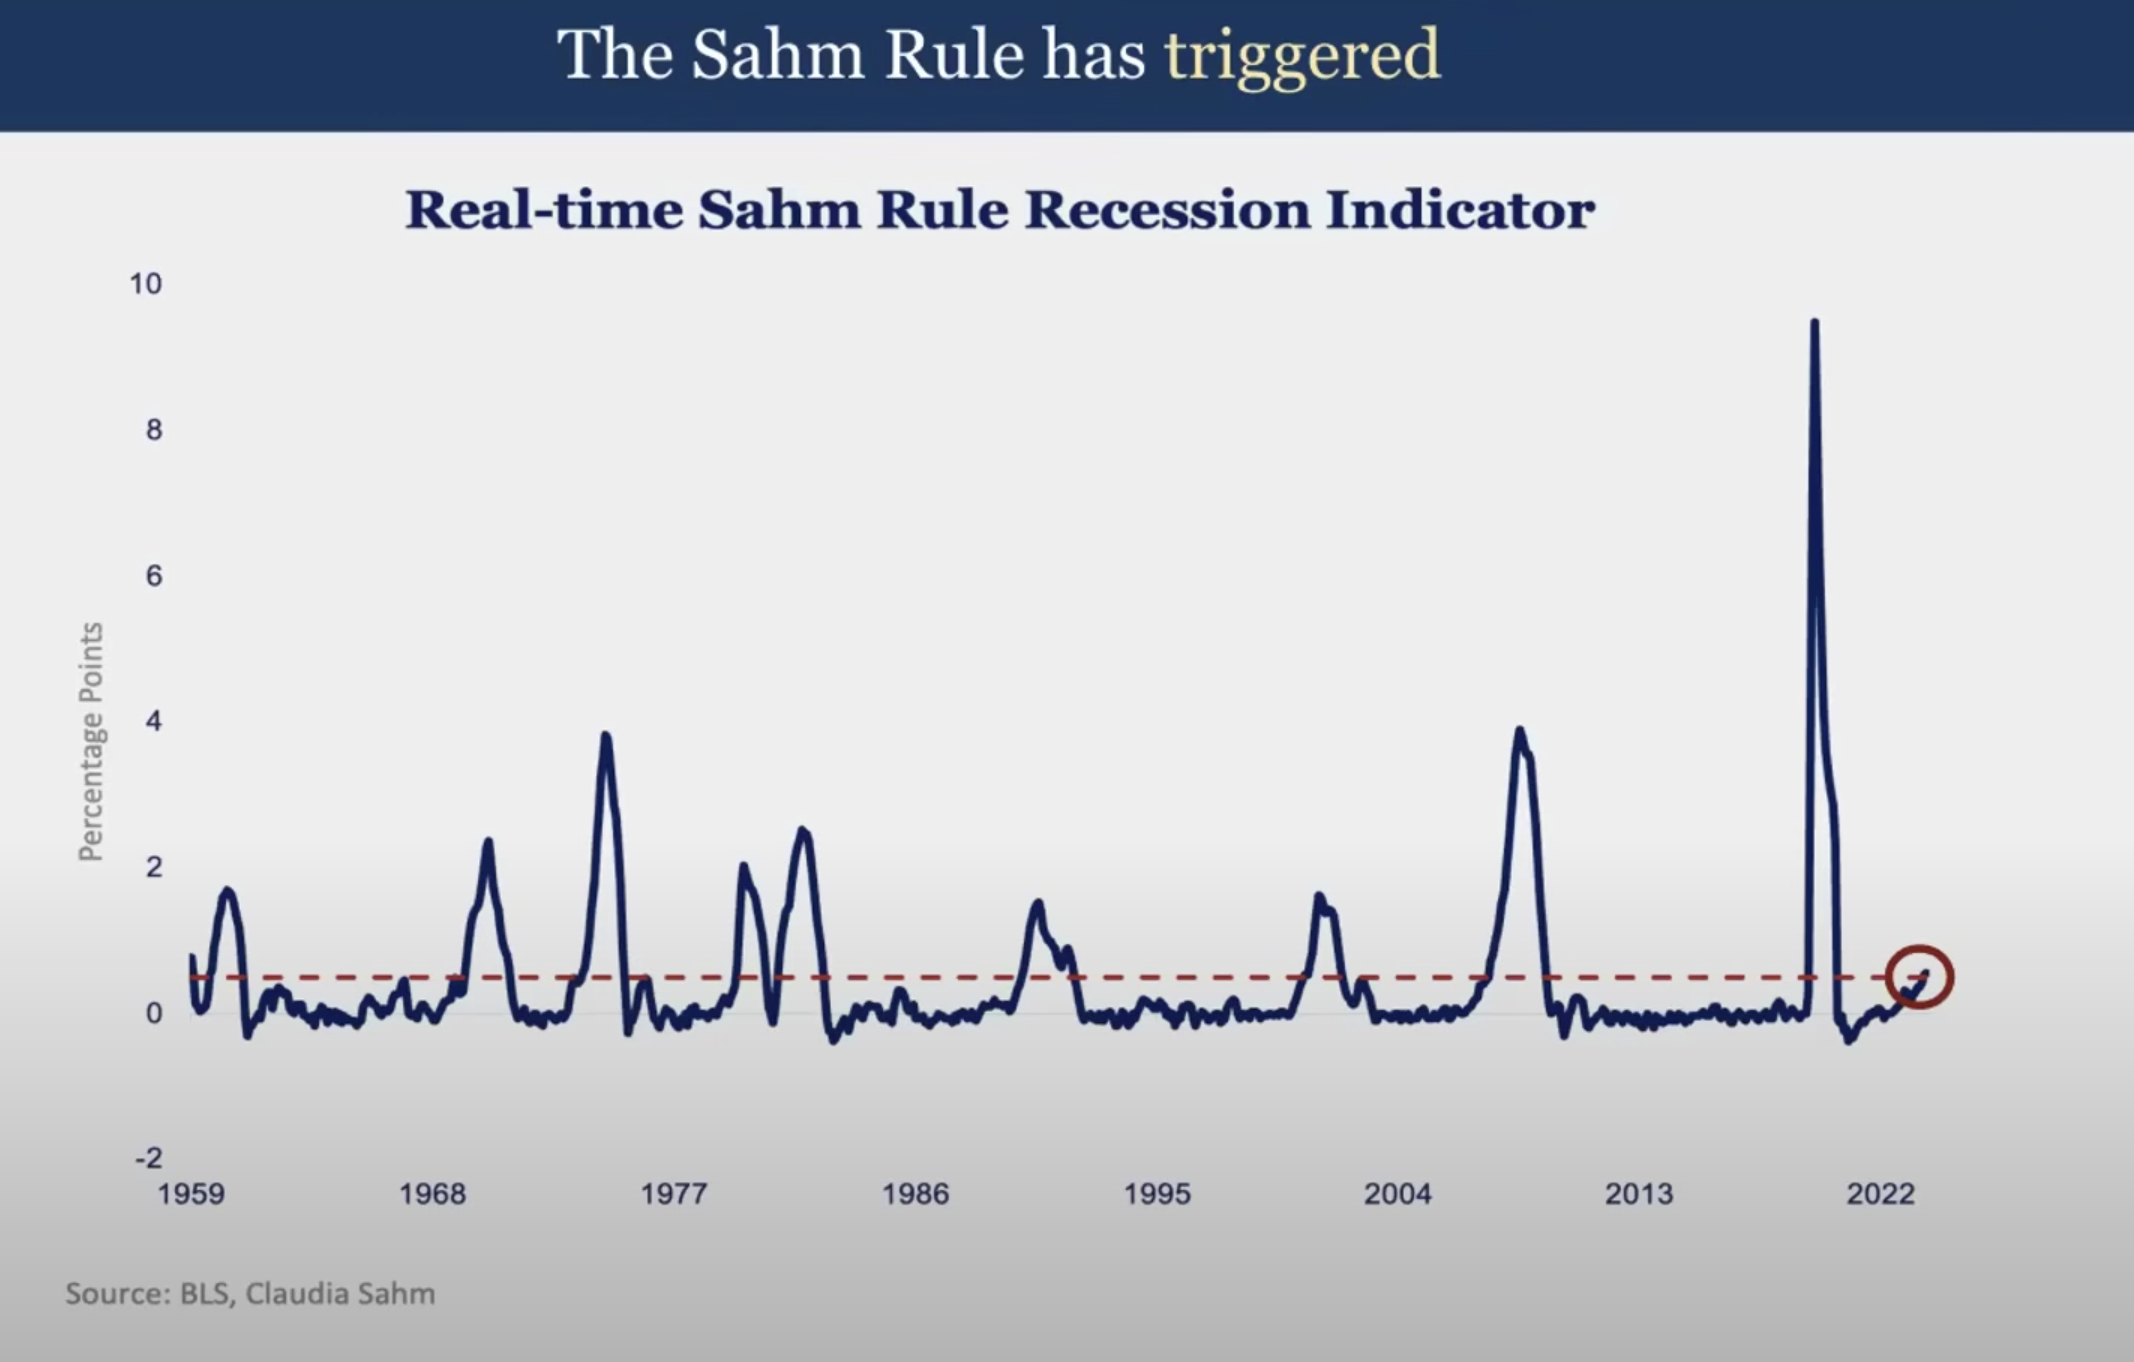 The Sahm Rule has triggered
Real-time Sahm Rule Recession Indicator
10
8
6
4
2
0
-2
Percentage Points
1959 1968 1977 1986 1995 2004 2013 2022
Source: BLS, Claudia Sahm